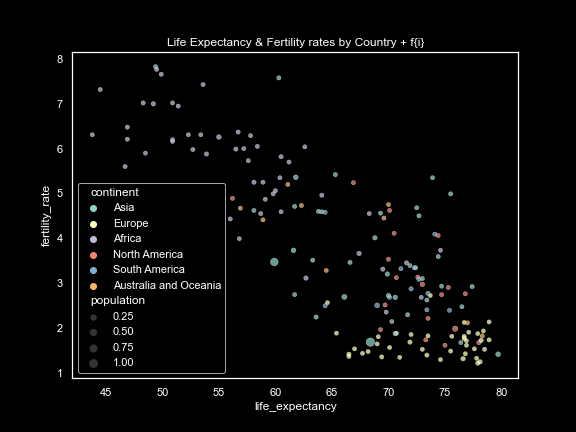 Life Expectancy & Fertility rates by Country + f{i}
8
7
6
5
4
3
2
1
fertility_rate
continent
Asia
Europe
Africa
North America
South America
Australia and Oceania
population
0.25
0.50
0.75
1.00
45 50 55 60 65 70 75 80
life_expectancy